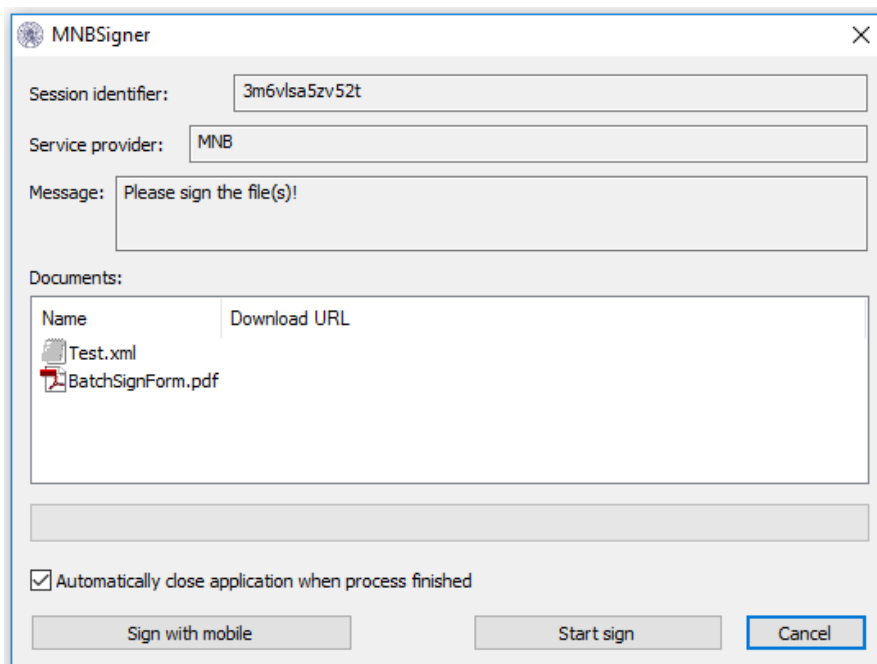 MNBSigner
Session identifier: 3m6vlsa5zv52t
Service provider: MNB
Message: Please sign the file(s)!
Documents:
Name Download URL
Test.xml
BatchSignForm.pdf
Automatically close application when process finished
Sign with mobile Start sign Cancel